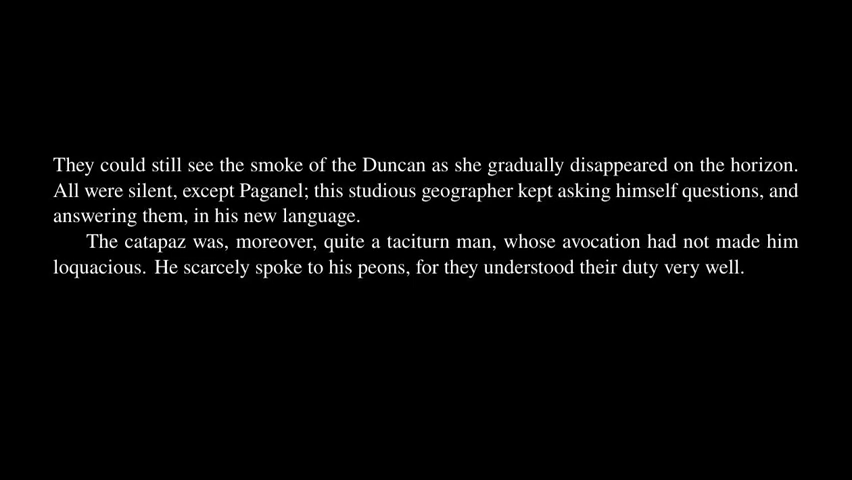 They could still see the smoke of the Duncan as she gradually disappeared on the horizon.
All were silent, except Paganel; this studious geographer kept asking himself questions, and
answering them, in his new language.
The catapaz was, moreover, quite a taciturn man, whose avocation had not made him
loquacious. He scarcely spoke to his peons, for they understood their duty very well.